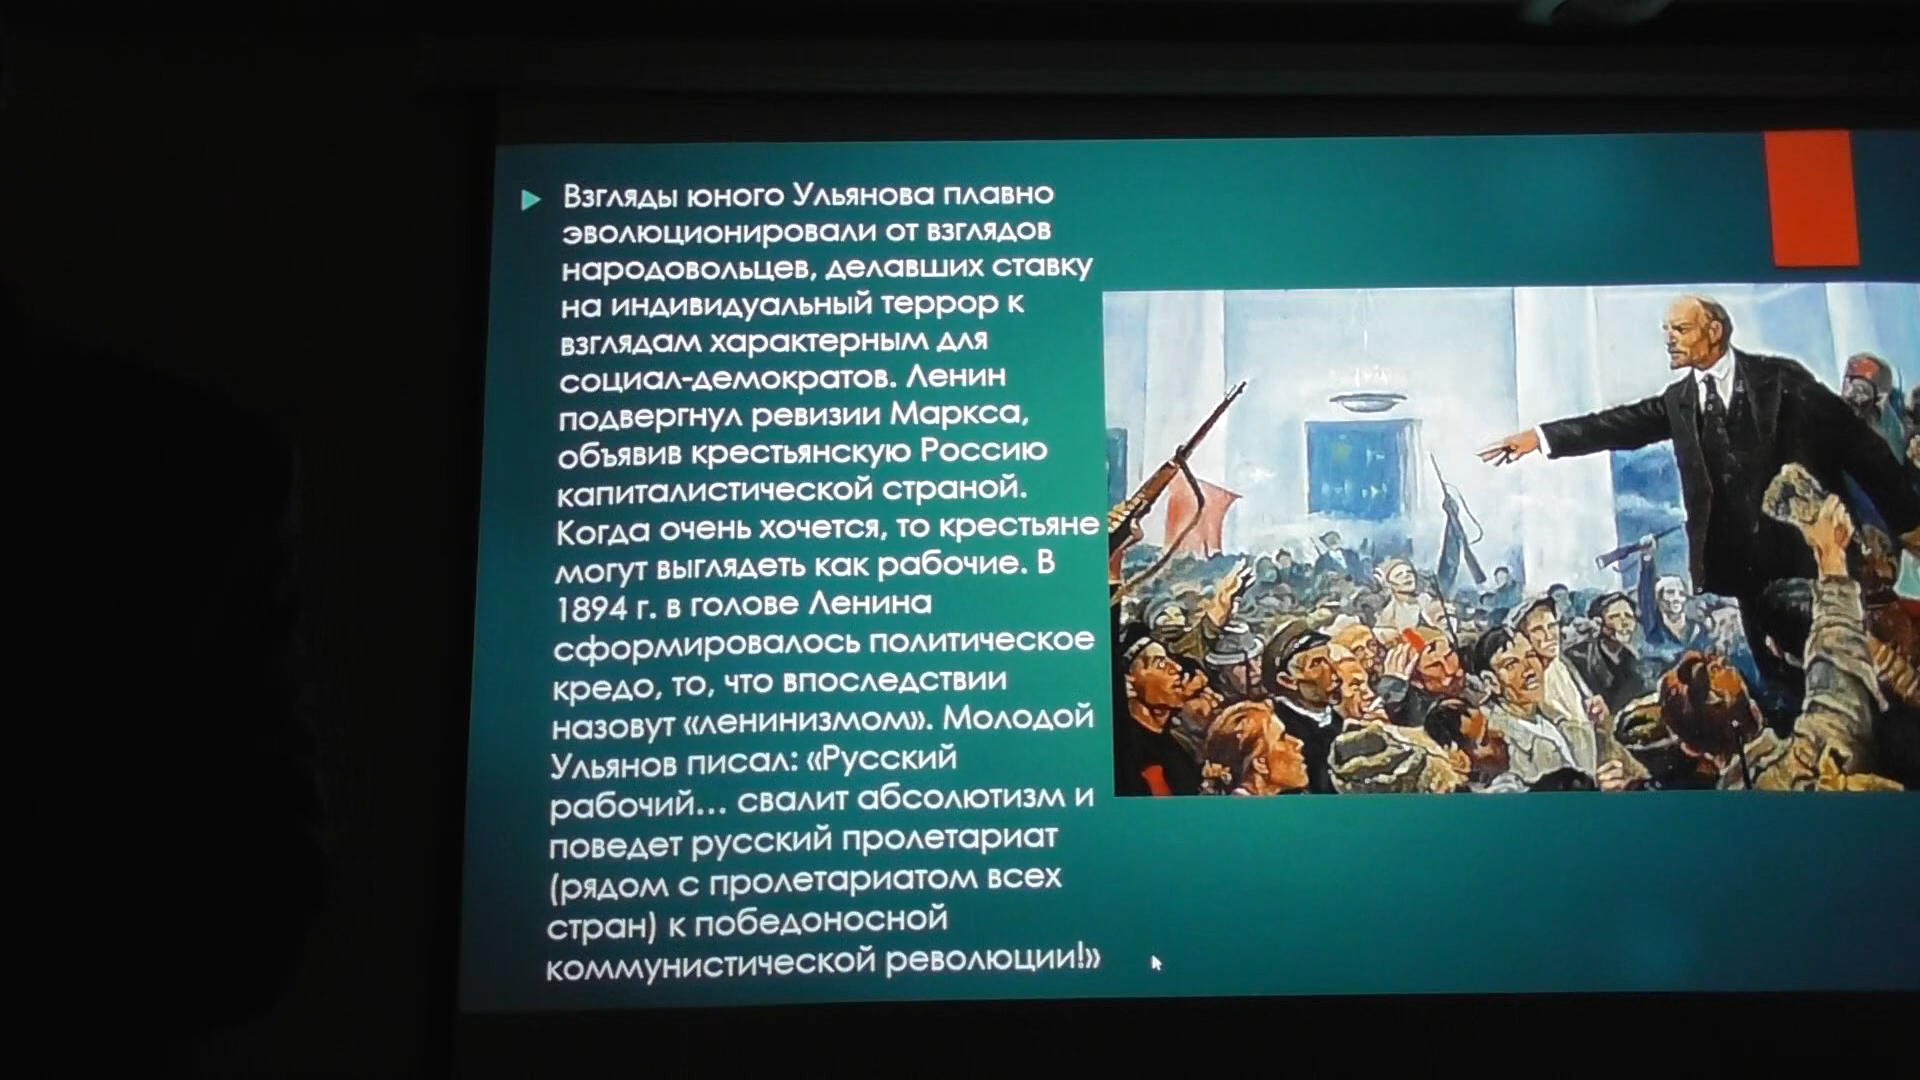 Взгляды юного Ульянова плавно
эволюционировали от взглядов
народовольцев, делавших ставку
на индивидуальный террор к
взглядам характерным для
социал-демократов. Ленин
подвергнул ревизии Маркса,
объявив крестьянскую Россию
капиталистической страной.
Когда очень хочется, то крестьяне
могут выглядеть как рабочие. В
1894 г. в голове Ленина
сформировалось политическое
кредо, то, что впоследствии
назовут «ленинизмом». Молодой
Ульянов писал: «Русский
рабочий... свалит абсолютизм и
поведет русский пролетариат
(рядом с пролетариатом всех
стран) к победоносной
коммунистической революции!»